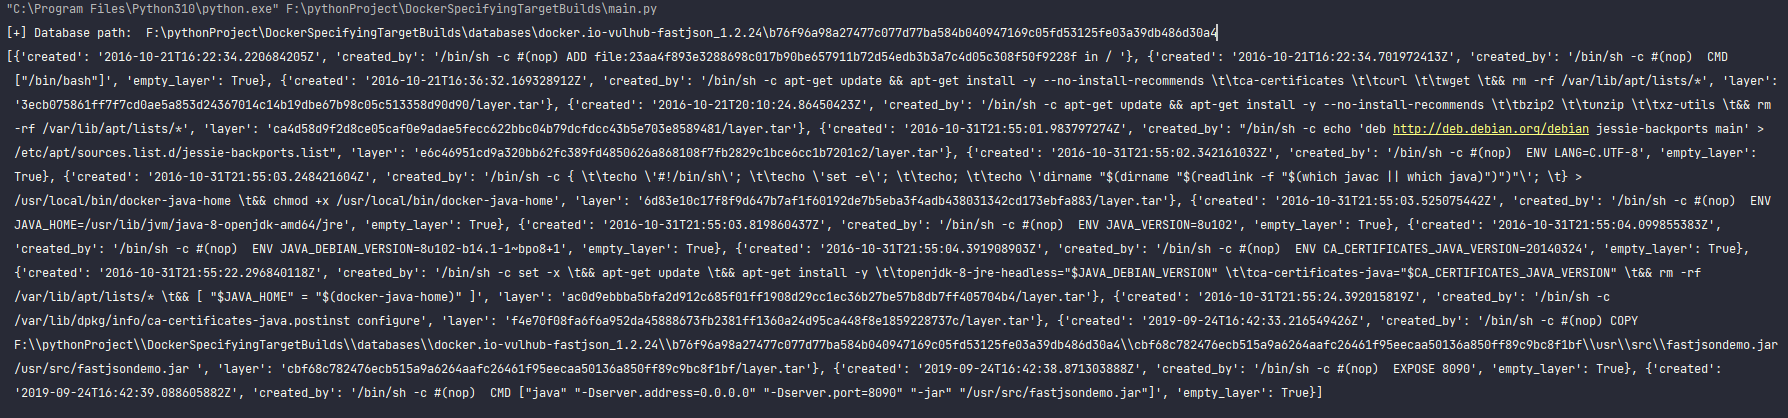 "C:\Program Files\Python310\python.exe" F:\pythonProject\DockerSpecifyingTargetBuilds\main.py
[+] Database path:  F:\pythonProject\DockerSpecifyingTargetBuilds\databases\docker.io-vulhub-fastjson_1.2.24\b76f96a98a27477c077d77ba584b040947169c05fd53125fe03a39db486d30a4
[{'created': '2016-10-21T16:22:34.220684205Z', 'created_by': '/bin/sh -c #(nop) ADD file:23aa4f893e3288698c017b90be657911b72d54edb3b3a7c4d05c308f50f9228f in / '}, {'created': '2016-10-21T16:22:34.701972413Z', 'created_by': '/bin/sh -c #(nop)  CMD
["/bin/bash"]', 'empty_layer': True}, {'created': '2016-10-21T16:36:32.169328912Z', 'created_by': '/bin/sh -c apt-get update && apt-get install -y --no-install-recommends \t\tca-certificates \t\tcurl \t\twget \t&& rm -rf /var/lib/apt/lists/*', 'layer':
'3ecb075861ff7f7cd0ae5a853d24367014c14b19dbe67b98c05c513358d90d90/layer.tar'}, {'created': '2016-10-21T20:10:24.86450423Z', 'created_by': '/bin/sh -c apt-get update && apt-get install -y --no-install-recommends \t\tbzip2 \t\tunzip \t\txz-utils \t&& rm
-rf /var/lib/apt/lists/*', 'layer': 'ca4d58d9f2d8ce05caf0e9adae5fecc622bbc04b79dcfdcc43b5e703e8589481/layer.tar'}, {'created': '2016-10-31T21:55:01.983797274Z', 'created_by': "/bin/sh -c echo 'deb http://deb.debian.org/debian jessie-backports main' >
/etc/apt/sources.list.d/jessie-backports.list", 'layer': 'e6c46951cd9a320bb62fc389fd4850626a868108f7fb2829c1bce6cc1b7201c2/layer.tar'}, {'created': '2016-10-31T21:55:02.342161032Z', 'created_by': '/bin/sh -c #(nop)  ENV LANG=C.UTF-8', 'empty_layer':
True}, {'created': '2016-10-31T21:55:03.248421604Z', 'created_by': '/bin/sh -c { \t\techo \'#!/bin/sh\'; \t\techo \'set -e\'; \t\techo; \t\techo \'dirname "$(dirname "$(readlink -f "$(which javac || which java)")")"\'; \t} >
/usr/local/bin/docker-java-home \t&& chmod +x /usr/local/bin/docker-java-home', 'layer': '6d83e10c17f8f9d647b7af1f60192de7b5eba3f4adb438031342cd173ebfa883/layer.tar'}, {'created': '2016-10-31T21:55:03.525075442Z', 'created_by': '/bin/sh -c #(nop)  ENV
JAVA_HOME=/usr/lib/jvm/java-8-openjdk-amd64/jre', 'empty_layer': True}, {'created': '2016-10-31T21:55:03.81986043​7Z', 'created_by': '/bin/sh -c #(nop)  ENV JAVA_VERSION=8u102', 'empty_layer': True}, {'created': '2016-10-31T21:55:04.099855383Z',
'created_by': '/bin/sh -c #(nop)  ENV JAVA_DEBIAN_VERSION=8u102-b14.1-1~bpo8+1', 'empty_layer': True}, {'created': '2016-10-31T21:55:04.391908903Z', 'created_by': '/bin/sh -c #(nop)  ENV CA_CERTIFICATES_JAVA_VERSION=20140324', 'empty_layer': True},
{'created': '2016-10-31T21:55:22.296840118Z', 'created_by': '/bin/sh -c set -x \t&& apt-get update \t&& apt-get install -y \t\topenjdk-8-jre-headless="$JAVA_DEBIAN_VERSION" \t\tca-certificates-java="$CA_CERTIFICATES_JAVA_VERSION" \t&& rm -rf
/var/lib/apt/lists/* \t&& [ "$JAVA_HOME" = "$(docker-java-home)" ]', 'layer': 'ac0d9ebbba5bfa2d912c685f01ff1908d29cc1ec36b27be57b8db7ff405704b4/layer.tar'}, {'created': '2016-10-31T21:55:24.392015819Z', 'created_by': '/bin/sh -c
/var/lib/dpkg/info/ca-certificates-java.postinst configure', 'layer': 'f4e70f08fa6f6a952da45888673fb2381ff1360a24d95ca448f8e1859228737c/layer.tar'}, {'created': '2019-09-24T16:42:33.216549426Z', 'created_by': '/bin/sh -c #(nop) COPY
F:\\pythonProject\\DockerSpecifyingTargetBuilds\\databases\\docker.io-vulhub-fastjson_1.2.24\\b76f96a98a27477c077d77ba584b040947169c05fd53125fe03a39db486d30a4\\cbf68c782476ecb515a9a6264aafc26461f95eecaa50136a850ff89c9bc8f1bf\\usr\\src\\fastjsondemo.jar
/usr/src/fastjsondemo.jar ', 'layer': 'cbf68c782476ecb515a9a6264aafc26461f95eecaa50136a850ff89c9bc8f1bf/layer.tar'}, {'created': '2019-09-24T16:42:38.871303888Z', 'created_by': '/bin/sh -c #(nop)  EXPOSE 8090', 'empty_layer': True}, {'created':
'2019-09-24T16:42:39.088605882Z', 'created_by': '/bin/sh -c #(nop)  CMD ["java" "-Dserver.address=0.0.0.0" "-Dserver.port=8090" "-jar" "/usr/src/fastjsondemo.jar"]', 'empty_layer': True}]